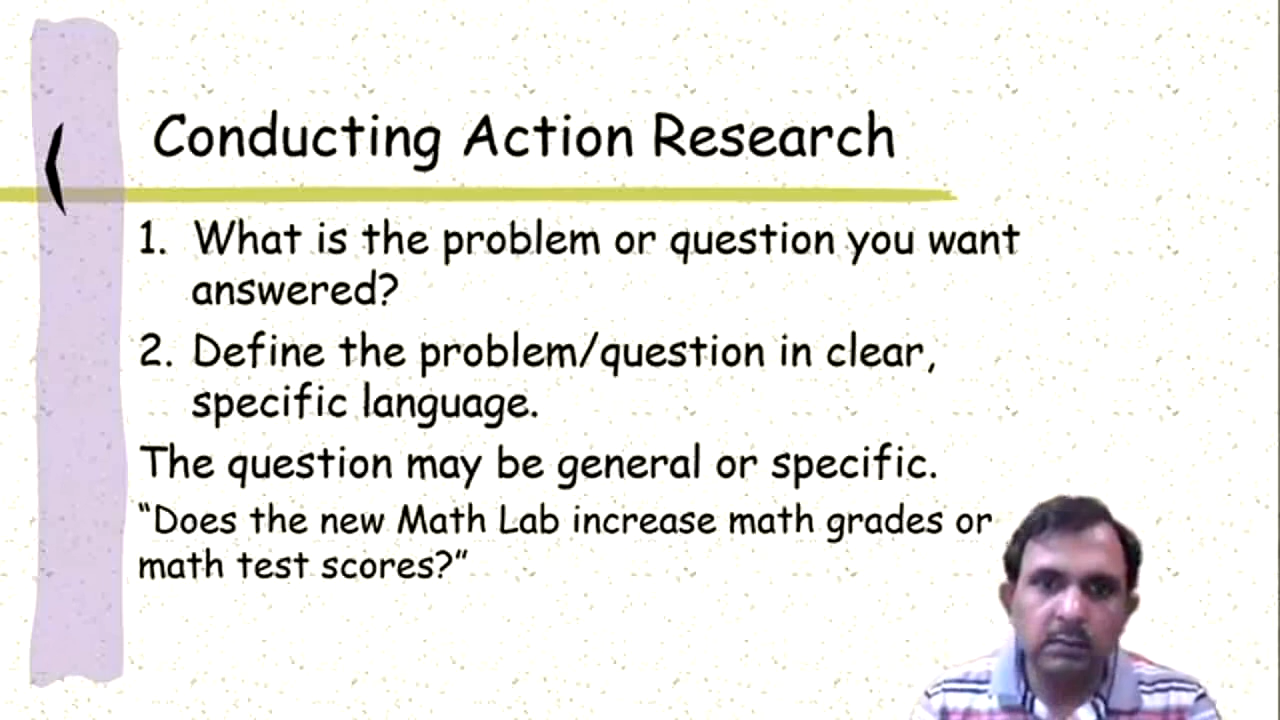 Conducting Action Research
1. What is the problem or question you want
answered?
2. Define the problem/question in clear,
specific language.
The question may be general or specific.
“Does the new Math Lab increase math grades or
math test scores?”